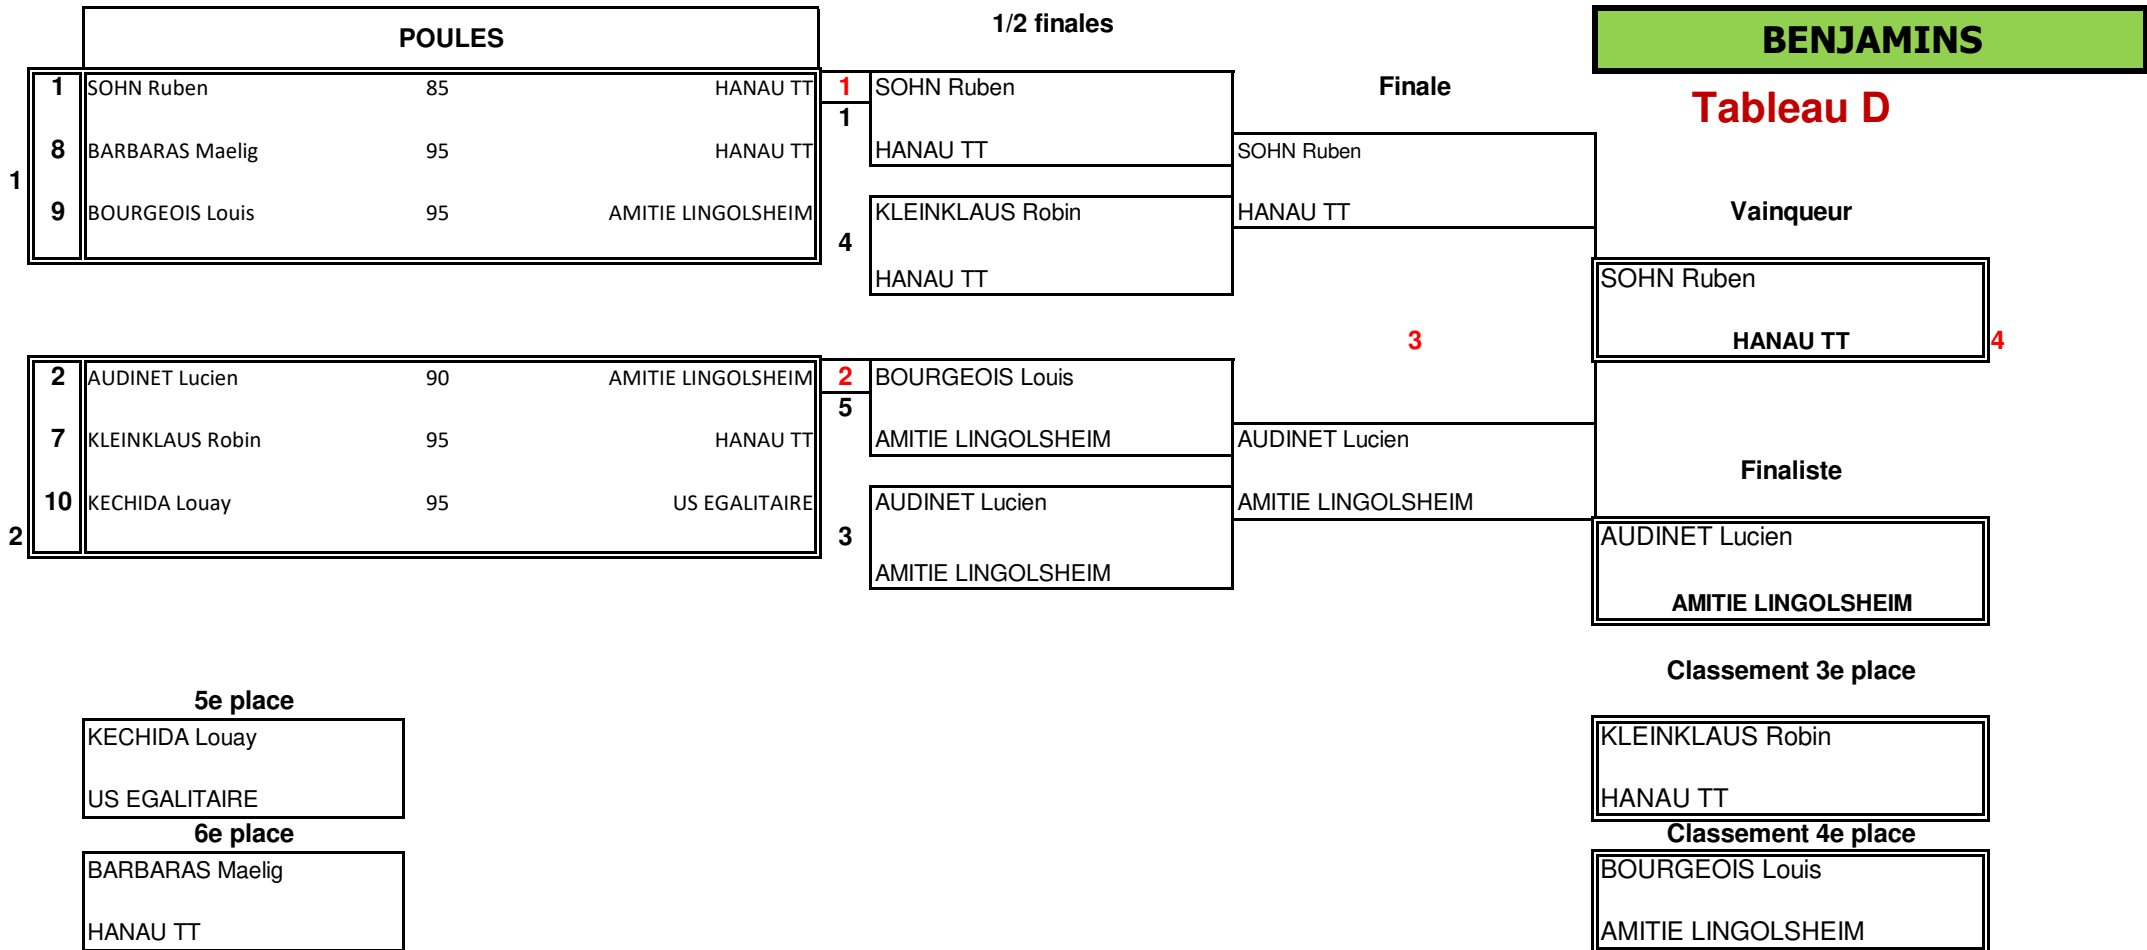 POULES
1/2 finales
BENJAMINS
1 SOHN Ruben 85 HANAU TT
8 BARBARAS Maelig 95 HANAU TT
1
9 BOURGEOIS Louis 95 AMITIE LINGOLSHEIM
1 SOHN Ruben
1
HANAU TT
KLEINKLAUS Robin
4
HANAU TT
Finale
SOHN Ruben
HANAU TT
Tableau D
Vainqueur
SOHN Ruben
HANAU TT 4
3
2 AUDINET Lucien 90 AMITIE LINGOLSHEIM
7 KLEINKLAUS Robin 95 HANAU TT
10 KECHIDA Louay 95 US EGALITAIRE
2
2 BOURGEOIS Louis
5
AMITIE LINGOLSHEIM
AUDINET Lucien
3
AMITIE LINGOLSHEIM
AUDINET Lucien
AMITIE LINGOLSHEIM
Finaliste
AUDINET Lucien
AMITIE LINGOLSHEIM
5e place
KECHIDA Louay
US EGALITAIRE
6e place
BARBARAS Maelig
HANAU TT
Classement 3e place
KLEINKLAUS Robin
HANAU TT
Classement 4e place
BOURGEOIS Louis
AMITIE LINGOLSHEIM